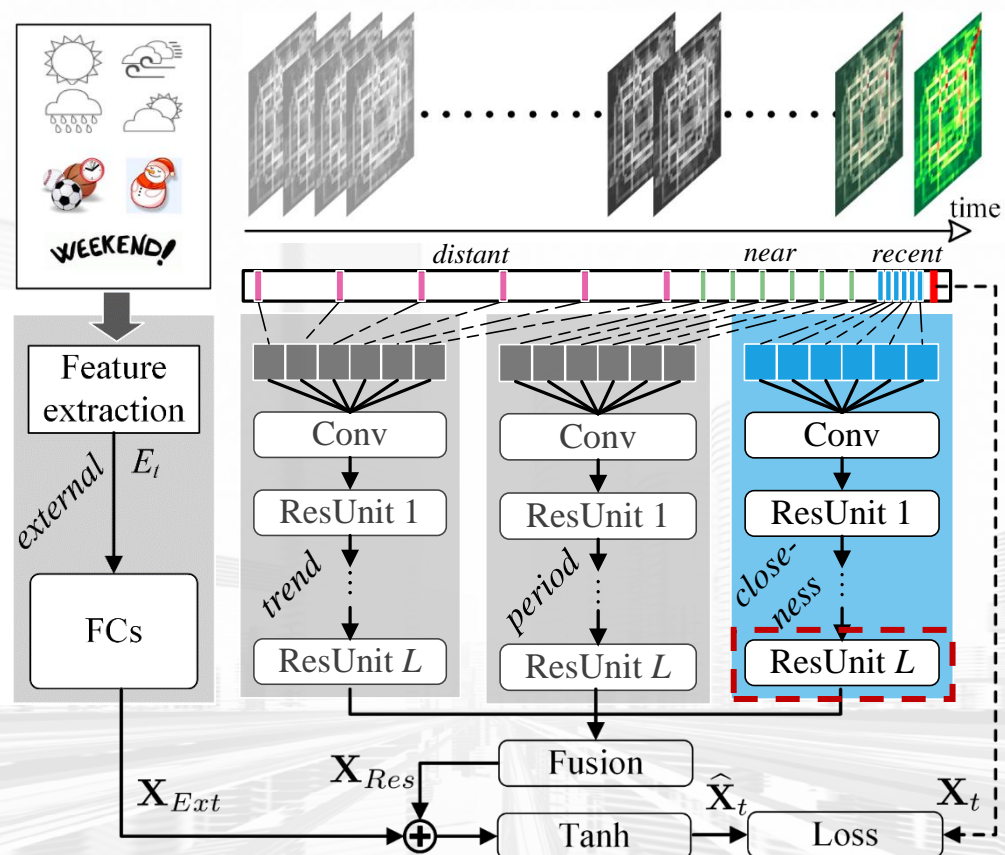 WEEKEND!
time
distant
near
recent
Feature
extraction
E_t
external
FCs
Conv
ResUnit 1
trend
ResUnit L
Conv
ResUnit 1
period
ResUnit L
Conv
ResUnit 1
close-
ness
ResUnit L
Fusion
X_Res
X_Ext
Tanh
X̂_t
Loss
X_t